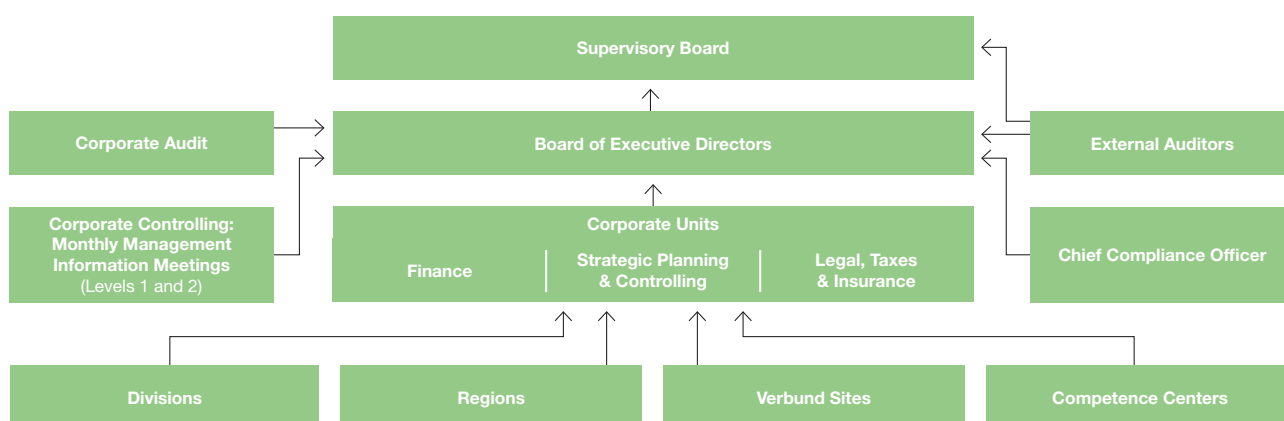 Supervisory Board
Corporate Audit
Board of Executive Directors
External Auditors
Corporate Controlling:
Monthly Management
Information Meetings
(Levels 1 and 2)
Corporate Units
Finance
Strategic Planning
& Controlling
Legal, Taxes
& Insurance
Chief Compliance Officer
Divisions
Regions
Verbund Sites
Competence Centers